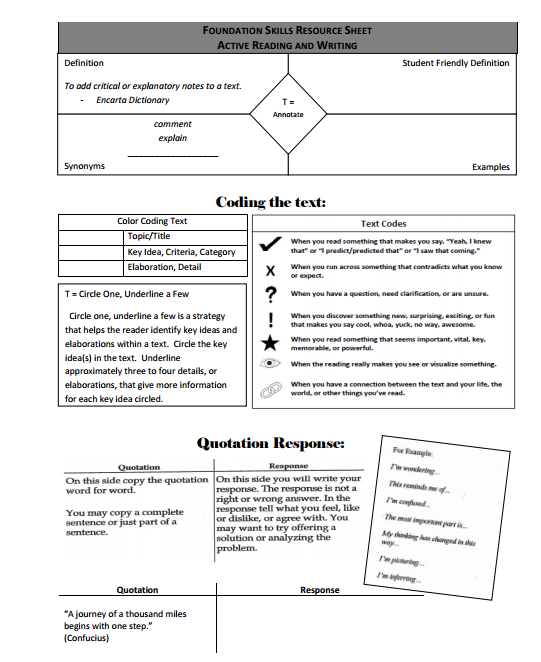 FOUNDATION SKILLS RESOURCE SHEET
ACTIVE READING AND WRITING
Definition
Student Friendly Definition
To add critical or explanatory notes to a text.
- Encarta Dictionary
T =
Annotate
comment
explain
Synonyms
Examples
Coding the text:
Color Coding Text
Topic/Title
Key Idea, Criteria, Category
Elaboration, Detail
T = Circle One, Underline a Few
Circle one, underline a few is a strategy
that helps the reader identify key ideas and
elaborations within a text. Circle the key
idea(s) in the text. Underline
approximately three to four details, or
elaborations, that give more information
for each key idea circled.
Text Codes
When you read something that makes you say, "Yeah, I knew
that" or "I predict/predicted that" or "I saw that coming."
X
When you run across something that contradicts what you know
or expect.
?
When you have a question, need clarification, or are unsure.
!
When you discover something new, surprising, exciting, or fun
that makes you say cool, whoa, yuck, no way, awesome.
When you read something that seems important, vital, key,
memorable, or powerful.
When the reading really makes you see or visualize something.
When you have a connection between the text and your life, the
world, or other things you've read.
Quotation Response:
Quotation
On this side copy the quotation
word for word.
You may copy a complete
sentence or just part of a
sentence.
Response
On this side you will write your
response. The response is not a
right or wrong answer. In the
response tell what you feel, like
or dislike, or agree with. You
may want to try offering a
solution or analyzing the
problem.
For Example:
I'm wondering...
This reminds me of...
I'm confused...
The most important part is...
My thinking has changed in this
way...
I'm picturing...
I'm inferring...
Quotation
Response
"A journey of a thousand miles
begins with one step."
(Confucius)